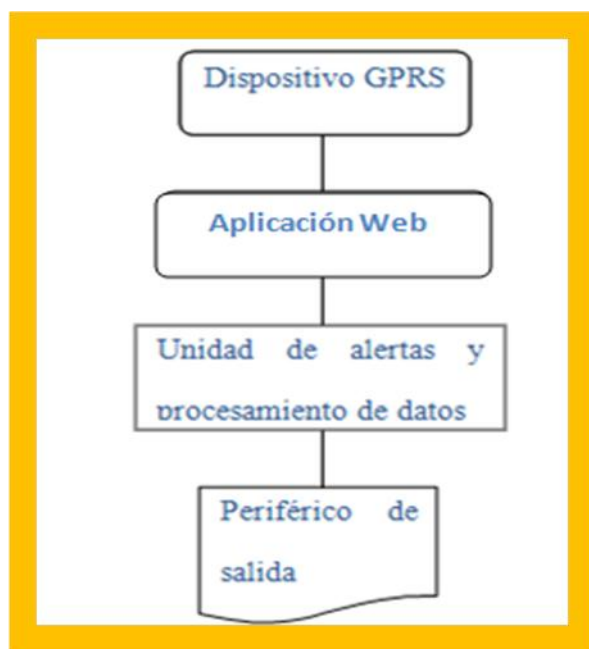 Dispositivo GPRS
Aplicación Web
Unidad de alertas y
procesamiento de datos
Periférico de
salida